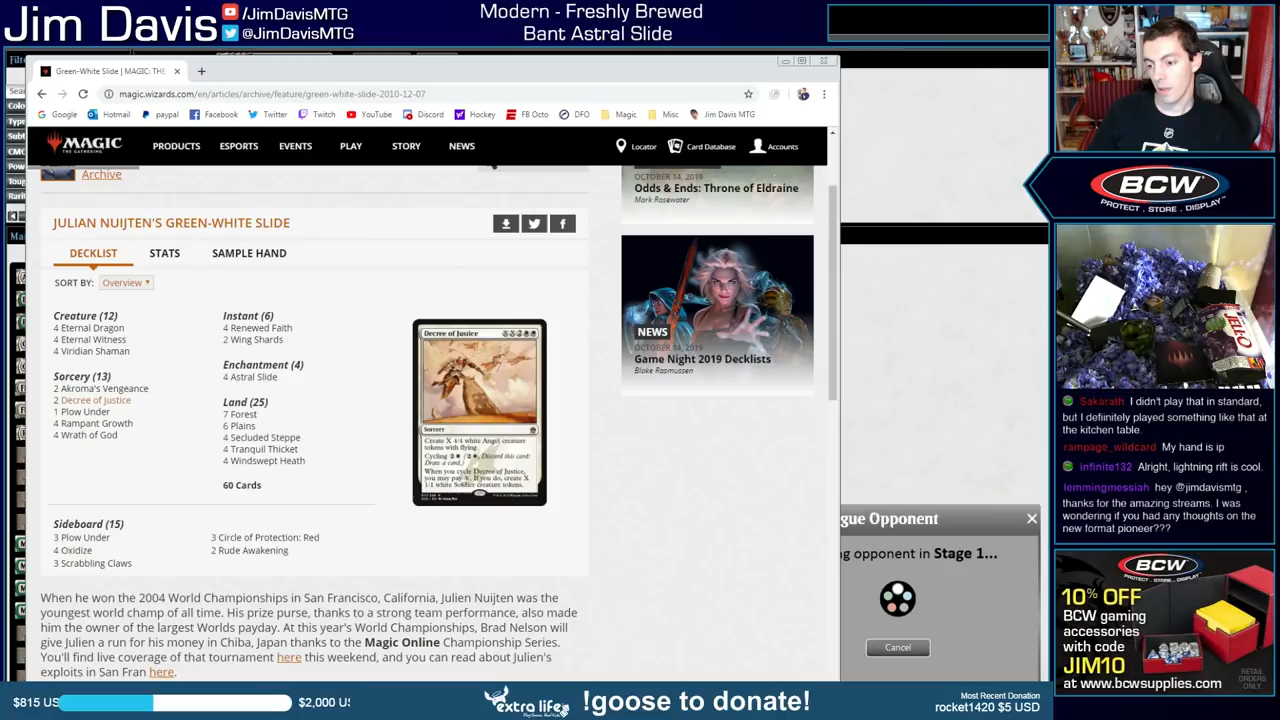 Jim Davis
/JimDavisMTG
@JimDavisMTG
Modern - Freshly Brewed
Bant Astral Slide
Green-White Slide | MAGIC: THE
magic.wizards.com/en/articles/archive/feature/green-white-slide-2010-12-07
Google Hotmail paypal Facebook Twitter Twitch YouTube Discord Hockey FB Octo DFO Magic Misc Jim Davis MTG
MAGIC
THE GATHERING
PRODUCTS ESPORTS EVENTS PLAY STORY NEWS
Locator Card Database Accounts
Archive
OCTOBER 14, 2019
Odds & Ends: Throne of Eldraine
Mark Rosewater
JULIAN NUIJTEN'S GREEN-WHITE SLIDE
DECKLIST STATS SAMPLE HAND
SORT BY: Overview
Creature (12)
4 Eternal Dragon
4 Eternal Witness
4 Viridian Shaman
Sorcery (13)
2 Akroma's Vengeance
2 Decree of Justice
1 Plow Under
4 Rampant Growth
4 Wrath of God
Instant (6)
4 Renewed Faith
2 Wing Shards
Enchantment (4)
4 Astral Slide
Land (25)
7 Forest
6 Plains
4 Secluded Steppe
4 Tranquil Thicket
4 Windswept Heath
60 Cards
Decree of Justice
Sorcery
Create X 4/4 white Angel creature
tokens with flying.
Cycling 2 (2, Discard this card:
Draw a card.)
When you cycle Decree of Justice,
you may pay X. If you do, create X
1/1 white Soldier creature tokens.
Sideboard (15)
3 Plow Under
4 Oxidize
3 Scrabbling Claws
3 Circle of Protection: Red
2 Rude Awakening
NEWS
OCTOBER 14, 2019
Game Night 2019 Decklists
Blake Rasmussen
When he won the 2004 World Championships in San Francisco, California, Julien Nuijten was the
youngest world champ of all time. His prize purse, thanks to a strong team performance, also made
him the owner of the largest Worlds payday. At this year's World Championships, Brad Nelson will
give Julien a run for his money in Chiba, Japan thanks to the Magic Online Championship Series.
You'll find live coverage of that tournament here this weekend, and you can read about Julien's
exploits in San Fran here.
gue Opponent
ng opponent in Stage 1...
Cancel
BCW
PROTECT . STORE . DISPLAY
Sakarath I didn't play that in standard,
but I definitely played something like that at
the kitchen table.
rampage_wildcard My hand is ip
infinite132 Alright, lightning rift is cool.
lemmingmessiah hey @jimdavismtg ,
thanks for the amazing streams. I was
wondering if you had any thoughts on the
new format pioneer???
BCW
PROTECT . STORE . DISPLAY
10% OFF
BCW gaming
accessories
with code
JIM10
at www.bcwsupplies.com
RETAIL
ORDERS
ONLY
$815 US
$2,000 US
extra life
!goose to donate!
Most Recent Donation
rocket1420 $5 USD